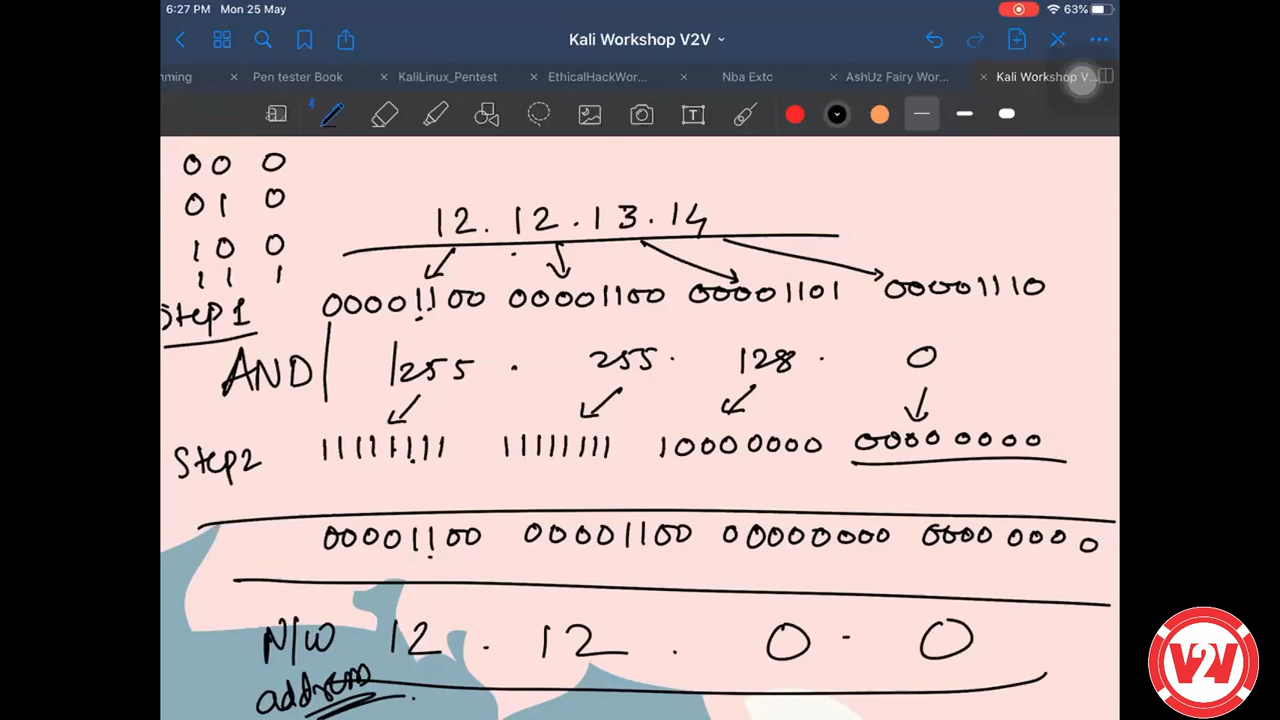 6:27 PM Mon 25 May 63%
Kali Workshop V2V
mming Pen tester Book KaliLinux_Pentest EthicalHackWor... Nba Extc AshUz Fairy Wor... Kali Workshop V...
00 0
01 0
10 0
11 1
12. 12. 13. 14
Step 1
00001100 00001100 00001101 00001110
AND 255. 255. 128. 0
Step2
11111111 11111111 10000000 00000000
00001100 00001100 00000000 00000000
N/W 12. 12. 0. 0
address
V2V